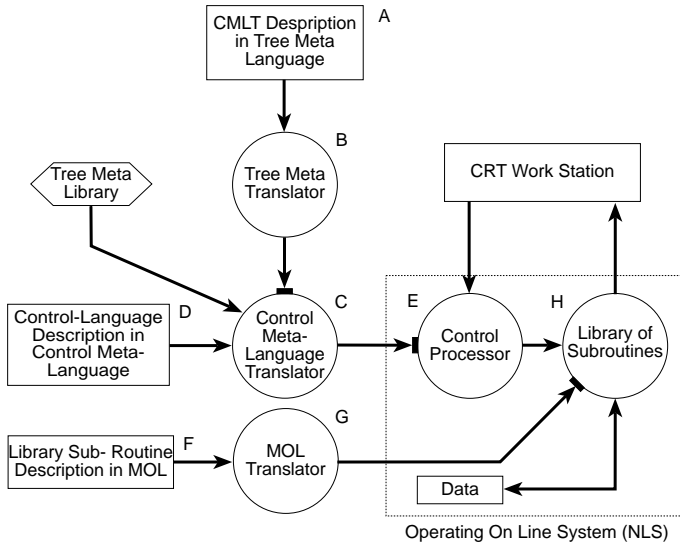 A
CMLT Despription
in Tree Meta
Language
B
Tree Meta
Translator
Tree Meta
Library
CRT Work Station
D
Control-Language
Description in
Control Meta-
Language
C
Control
Meta-
Language
Translator
E
Control
Processor
H
Library of
Subroutines
F
Library Sub- Routine
Description in MOL
G
MOL
Translator
Data
Operating On Line System (NLS)